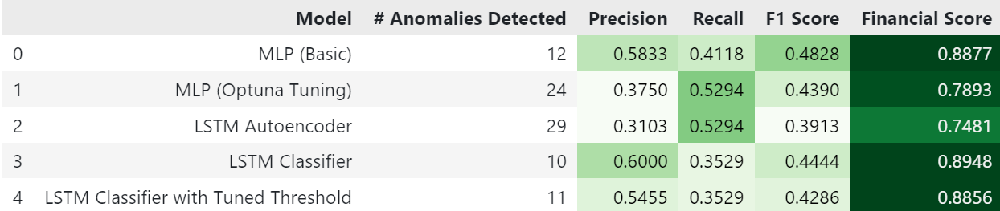 Model # Anomalies Detected Precision Recall F1 Score Financial Score
0 MLP (Basic) 12 0.5833 0.4118 0.4828 0.8877
1 MLP (Optuna Tuning) 24 0.3750 0.5294 0.4390 0.7893
2 LSTM Autoencoder 29 0.3103 0.5294 0.3913 0.7481
3 LSTM Classifier 10 0.6000 0.3529 0.4444 0.8948
4 LSTM Classifier with Tuned Threshold 11 0.5455 0.3529 0.4286 0.8856